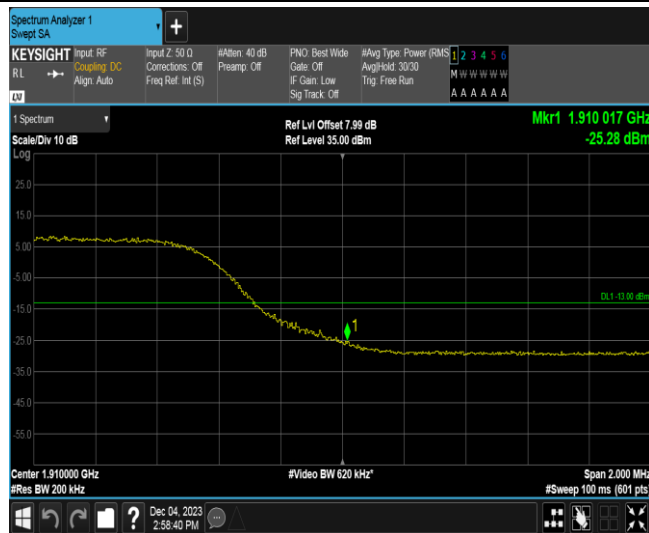 Spectrum Analyzer 1
Swept SA
KEYSIGHT
RL
Input: RF
Coupling: DC
Align: Auto
Input Z: 50 Ω
Corrections: Off
Freq Ref: Int (S)
#Atten: 40 dB
Preamp: Off
PNO: Best Wide
Gate: Off
IF Gain: Low
Sig Track: Off
#Avg Type: Power (RMS
Avg|Hold: 30/30
Trig: Free Run
1 2 3 4 5 6
M W W W W W
A A A A A A
1 Spectrum
Scale/Div 10 dB
Ref Lvl Offset 7.99 dB
Ref Level 35.00 dBm
Mkr1 1.910 017 GHz
-25.28 dBm
Log
25.0
15.0
5.00
-5.00
DL1 -13.00 dBm
-15.0
1
-25.0
-35.0
-45.0
-55.0
Center 1.910000 GHz
#Video BW 620 kHz*
Span 2.000 MHz
#Res BW 200 kHz
#Sweep 100 ms (601 pts)
?
Dec 04, 2023
2:58:40 PM